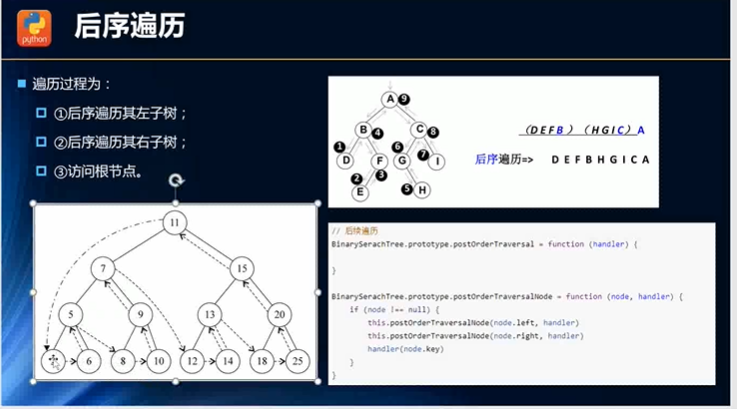 python
后序遍历
遍历过程为：
①后序遍历其左子树；
②后序遍历其右子树；
③访问根节点。
A 9
B 4 C 8
1 6 7
D F G I
2 3 5
E H
（D E F B ）（ H G I C ）A
后序遍历=> D E F B H G I C A
11
7 15
5 9 13 20
6 8 10 12 14 18 25
// 后续遍历
BinarySerachTree.prototype.postOrderTraversal = function (handler) {
}
BinarySerachTree.prototype.postOrderTraversalNode = function (node, handler) {
if (node !== null) {
this.postOrderTraversalNode(node.left, handler)
this.postOrderTraversalNode(node.right, handler)
handler(node.key)
}
}